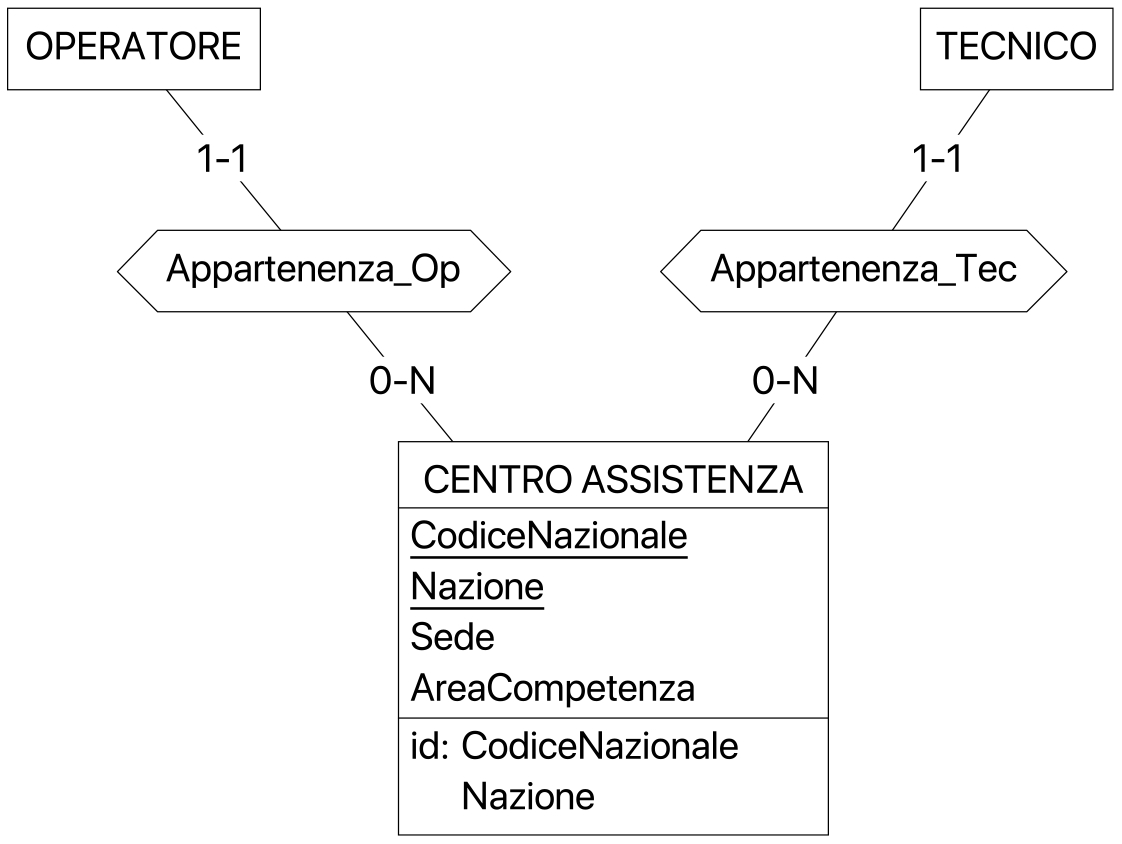 OPERATORE
TECNICO
1-1
1-1
Appartenenza_Op
Appartenenza_Tec
0-N
0-N
CENTRO ASSISTENZA
CodiceNazionale
Nazione
Sede
AreaCompetenza
id: CodiceNazionale
Nazione